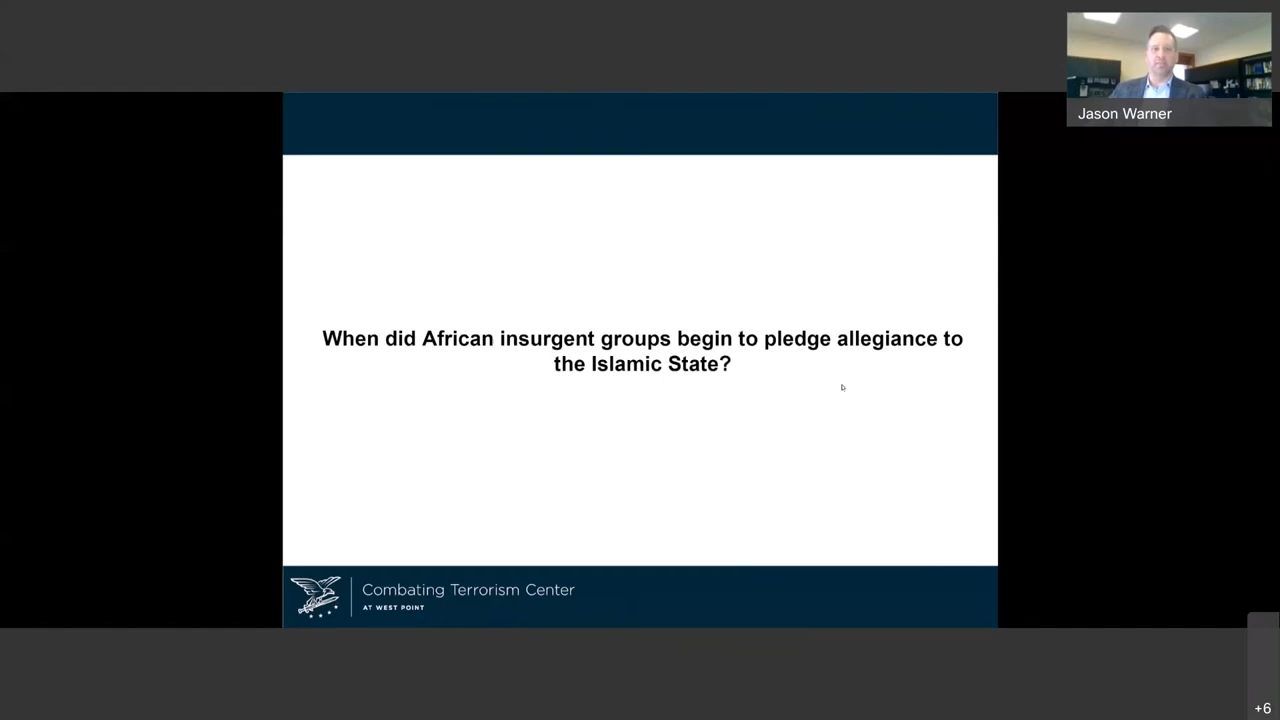 Jason Warner
When did African insurgent groups begin to pledge allegiance to
the Islamic State?
Combating Terrorism Center
AT WEST POINT
+6